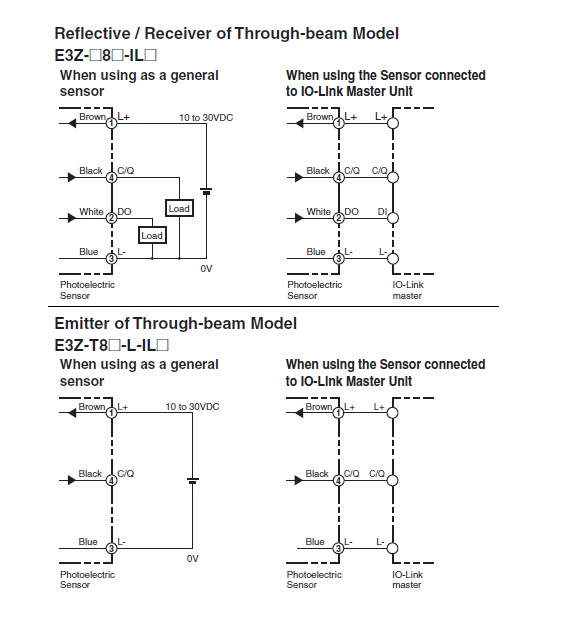 Reflective / Receiver of Through-beam Model
E3Z-□8□-IL□
When using as a general
sensor
Brown
1
L+
10 to 30VDC
Black
4
C/Q
Load
White
2
DO
Load
Blue
3
L-
0V
Photoelectric
Sensor
When using the Sensor connected
to IO-Link Master Unit
Brown
1
L+
L+
Black
4
C/Q
C/Q
White
2
DO
DI
Blue
3
L-
L-
Photoelectric
Sensor
IO-Link
master
Emitter of Through-beam Model
E3Z-T8□-L-IL□
When using as a general
sensor
Brown
1
L+
10 to 30VDC
Black
4
C/Q
Blue
3
L-
0V
Photoelectric
Sensor
When using the Sensor connected
to IO-Link Master Unit
Brown
1
L+
L+
Black
4
C/Q
C/Q
Blue
3
L-
L-
Photoelectric
Sensor
IO-Link
master